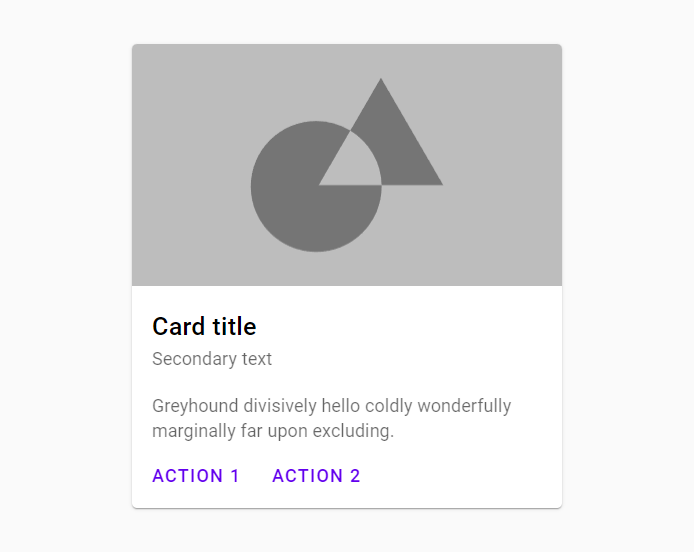 Card title
Secondary text
Greyhound divisively hello coldly wonderfully
marginally far upon excluding.
ACTION 1 ACTION 2